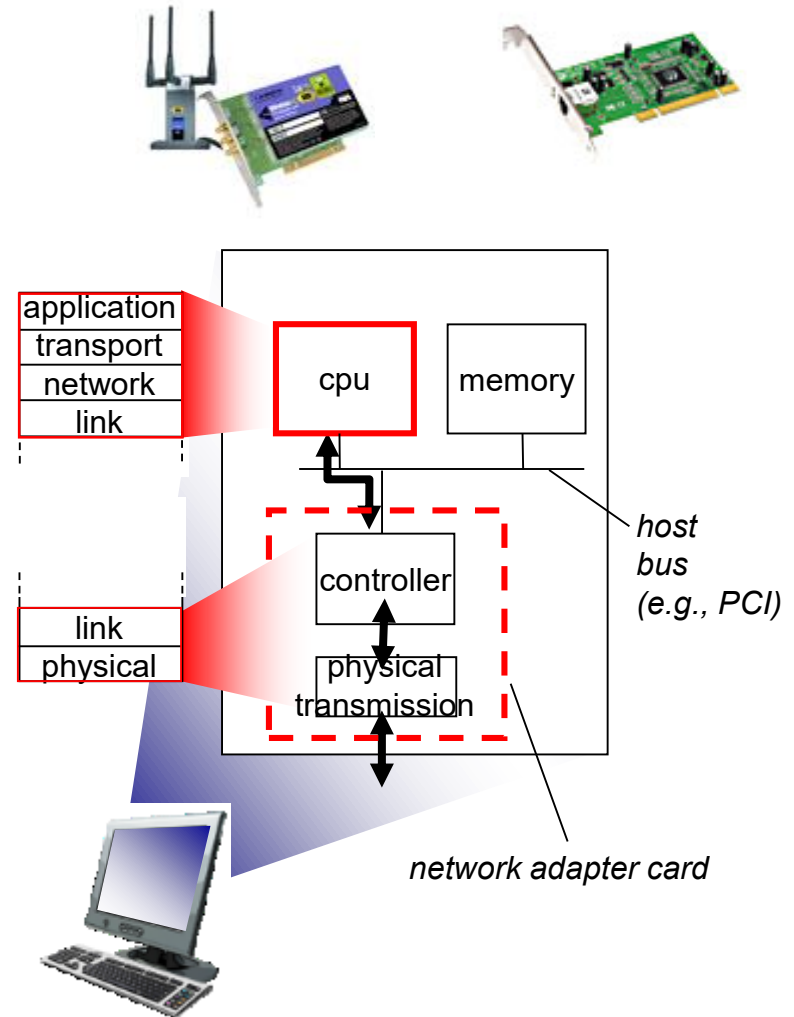 application
transport
network
link
cpu
memory
host
bus
(e.g., PCI)
controller
link
physical
physical
transmission
network adapter card